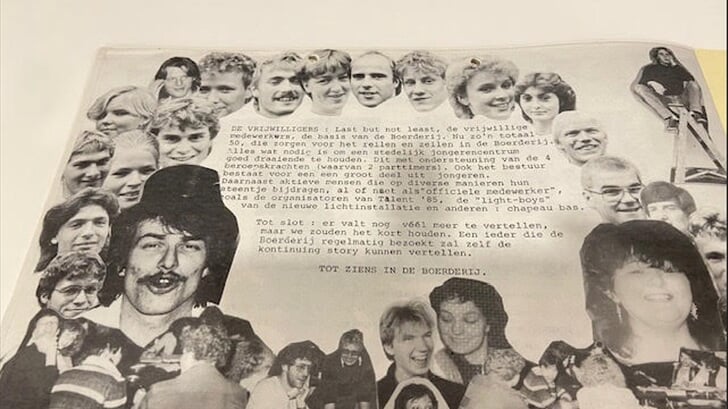 DE VRIJWILLIGERS : Last but not least, de vrijwillige
medewerkers, de basis van de Boerderij. Nu zo'n totaal
50, die zorgen voor het reilen en zeilen in de Boerderij.
Alles wat nodig is om een stedelijk jongerencentrum
goed draaiende te houden. Dit met ondersteuning van de 4
beroepskrachten (waarvan 2 parttimers). Ook het bestuur
bestaat voor een een groot deel uit jongeren.
Daarnaast aktieve mensen die op diverse manieren hun
steentje bijdragen, al of niet als "officiele medewerker",
zoals de organisatoren van Talent '85, de "light-boys"
van de nieuwe lichtinstallatie en anderen : chapeau bas.
Tot slot : er valt nog v66l meer te vertellen,
maar we zouden het kort houden. Een ieder die de
Boerderij regelmatig bezoekt zal zelf de
kontinuing story kunnen vertellen.
TOT ZIENS IN DE BOERDERIJ.